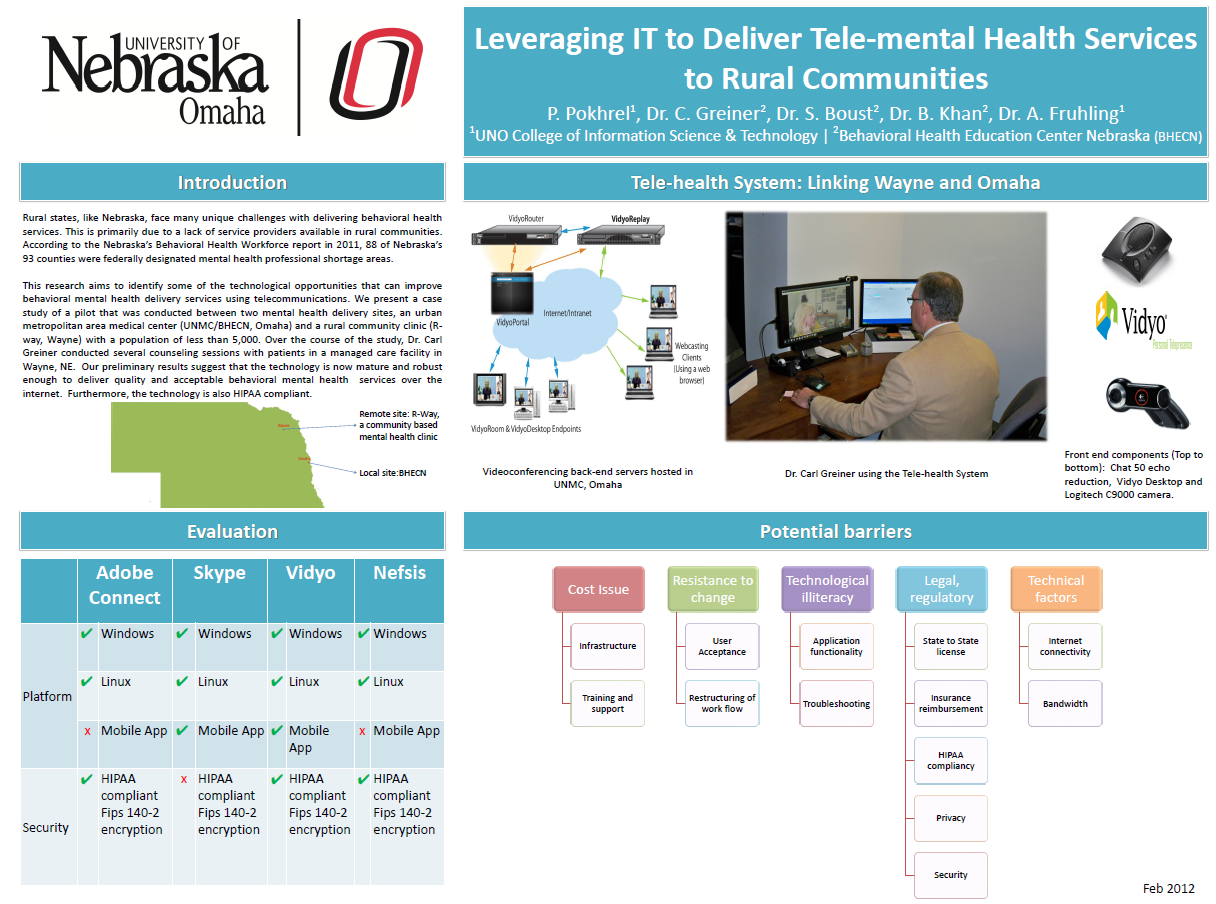 UNIVERSITY OF
Nebraska
Omaha
Leveraging IT to Deliver Tele-mental Health Services
to Rural Communities
P. Pokhrel¹, Dr. C. Greiner², Dr. S. Boust², Dr. B. Khan², Dr. A. Fruhling¹
¹UNO College of Information Science & Technology | ²Behavioral Health Education Center Nebraska (BHECN)
Introduction
Rural states, like Nebraska, face many unique challenges with delivering behavioral health
services. This is primarily due to a lack of service providers available in rural communities.
According to the Nebraska's Behavioral Health Workforce report in 2011, 88 of Nebraska's
93 counties were federally designated mental health professional shortage areas.
This research aims to identify some of the technological opportunities that can improve
behavioral mental health delivery services using telecommunications. We present a case
study of a pilot that was conducted between two mental health delivery sites, an urban
metropolitan area medical center (UNMC/BHECN, Omaha) and a rural community clinic (R-
way, Wayne) with a population of less than 5,000. Over the course of the study, Dr. Carl
Greiner conducted several counseling sessions with patients in a managed care facility in
Wayne, NE. Our preliminary results suggest that the technology is now mature and robust
enough to deliver quality and acceptable behavioral mental health services over the
internet. Furthermore, the technology is also HIPAA compliant.
Wayne
Omaha
Remote site: R-Way,
a community based
mental health clinic
Local site:BHECN
Tele-health System: Linking Wayne and Omaha
VidyoRouter
VidyoReplay
VidyoPortal
Internet/Intranet
Webcasting
Clients
(Using a web
browser)
VidyoRoom & VidyoDesktop Endpoints
Videoconferencing back-end servers hosted in
UNMC, Omaha
Dr. Carl Greiner using the Tele-health System
Vidyo
Personal Telepresence
Front end components (Top to
bottom): Chat 50 echo
reduction, Vidyo Desktop and
Logitech C9000 camera.
Evaluation
Adobe Connect Skype Vidyo Nefsis
Platform
✔ Windows ✔ Windows ✔ Windows ✔ Windows
✔ Linux ✔ Linux ✔ Linux ✔ Linux
x Mobile App ✔ Mobile App ✔ Mobile App x Mobile App
Security
✔ HIPAA x HIPAA ✔ HIPAA ✔ HIPAA
compliant compliant compliant compliant
Fips 140-2 Fips 140-2 Fips 140-2 Fips 140-2
encryption encryption encryption encryption
Potential barriers
Cost Issue
Infrastructure
Training and
support
Resistance to
change
User
Acceptance
Restructuring of
work flow
Technological
illiteracy
Application
functionality
Troubleshooting
Legal,
regulatory
State to State
license
Insurance
reimbursement
HIPAA
compliancy
Privacy
Security
Technical
factors
Internet
connectivity
Bandwidth
Feb 2012